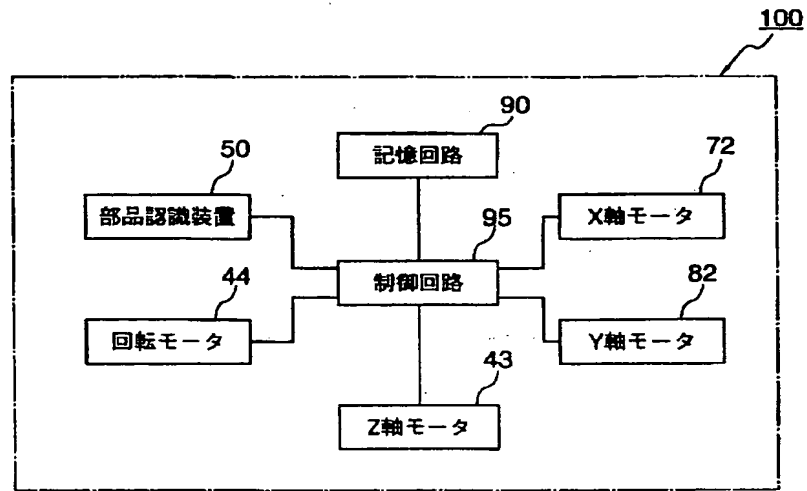 100
90
記憶回路
50
部品認識装置
72
X軸モータ
95
制御回路
44
回転モータ
82
Y軸モータ
43
Z軸モータ